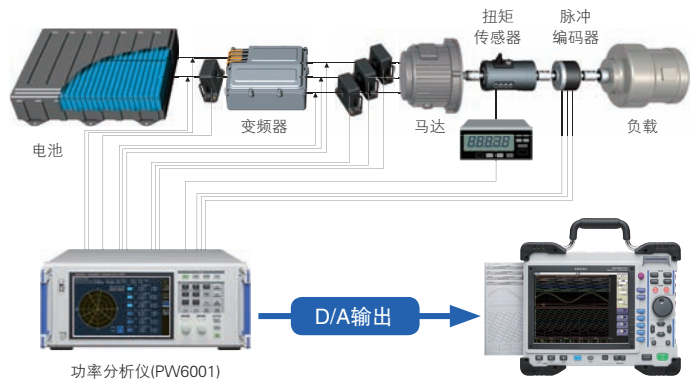 扭矩
传感器
脉冲
编码器
电池
变频器
马达
负载
88888
D/A输出
功率分析仪(PW6001)